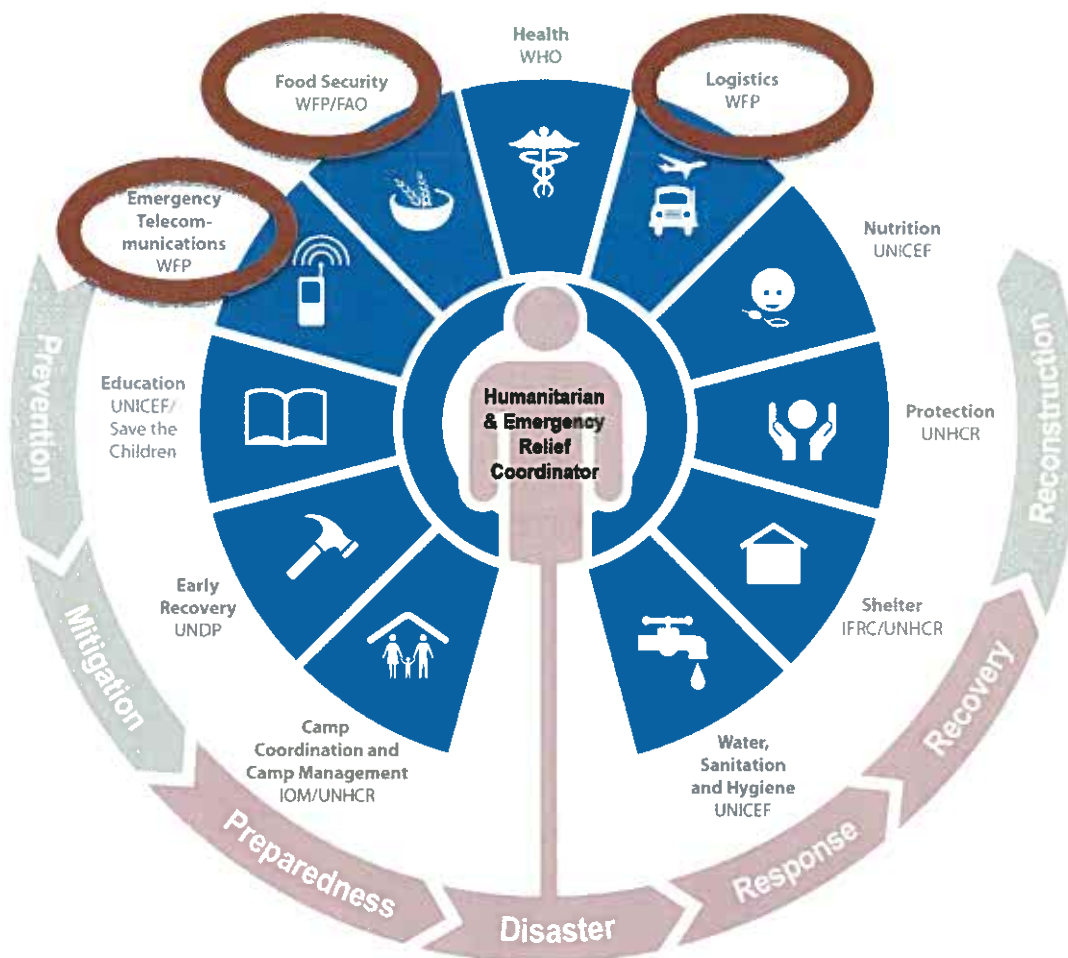 Health
WHO
Food Security
WFP/FAO
Logistics
WFP
Emergency
Telecom-
munications
WFP
Nutrition
UNICEF
Education
UNICEF/
Save the
Children
Humanitarian
& Emergency
Relief
Coordinator
Protection
UNHCR
Early
Recovery
UNDP
Shelter
IFRC/UNHCR
Camp
Coordination and
Camp Management
IOM/UNHCR
Water,
Sanitation
and Hygiene
UNICEF
Prevention
Mitigation
Preparedness
Disaster
Response
Recovery
Reconstruction